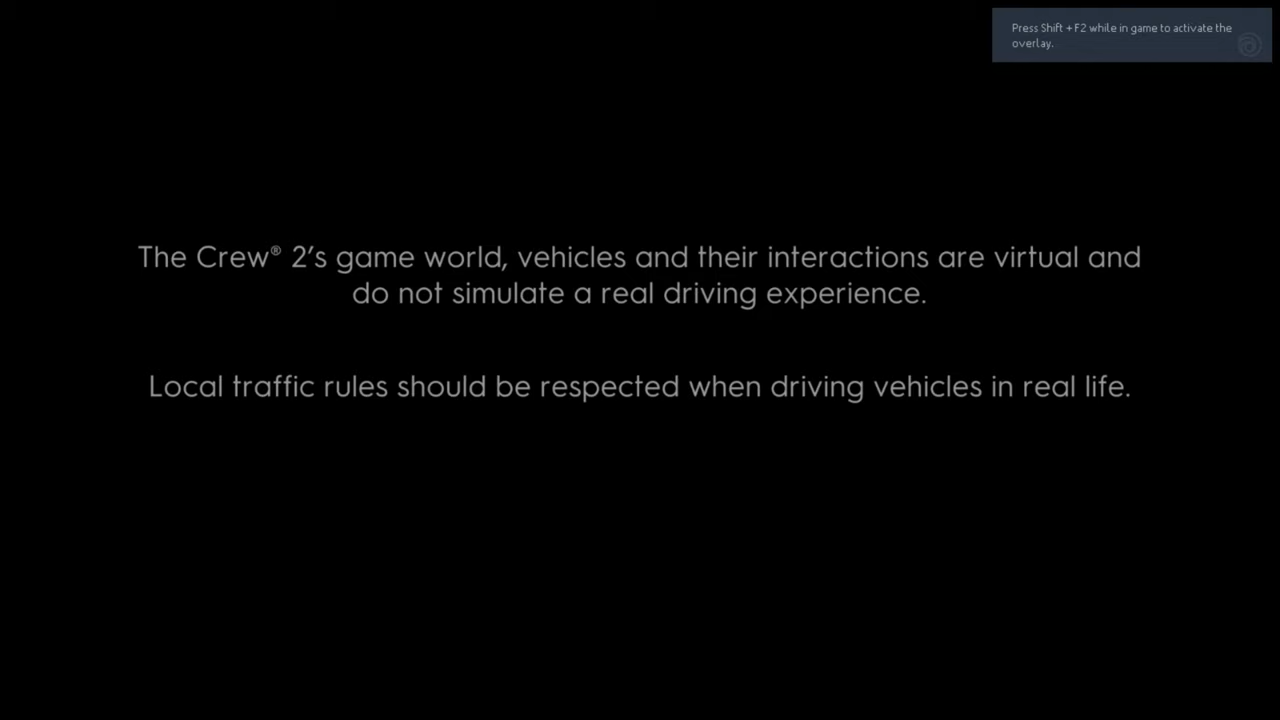 Press Shift + F2 while in game to activate the
overlay.
The Crew® 2's game world, vehicles and their interactions are virtual and
do not simulate a real driving experience.
Local traffic rules should be respected when driving vehicles in real life.